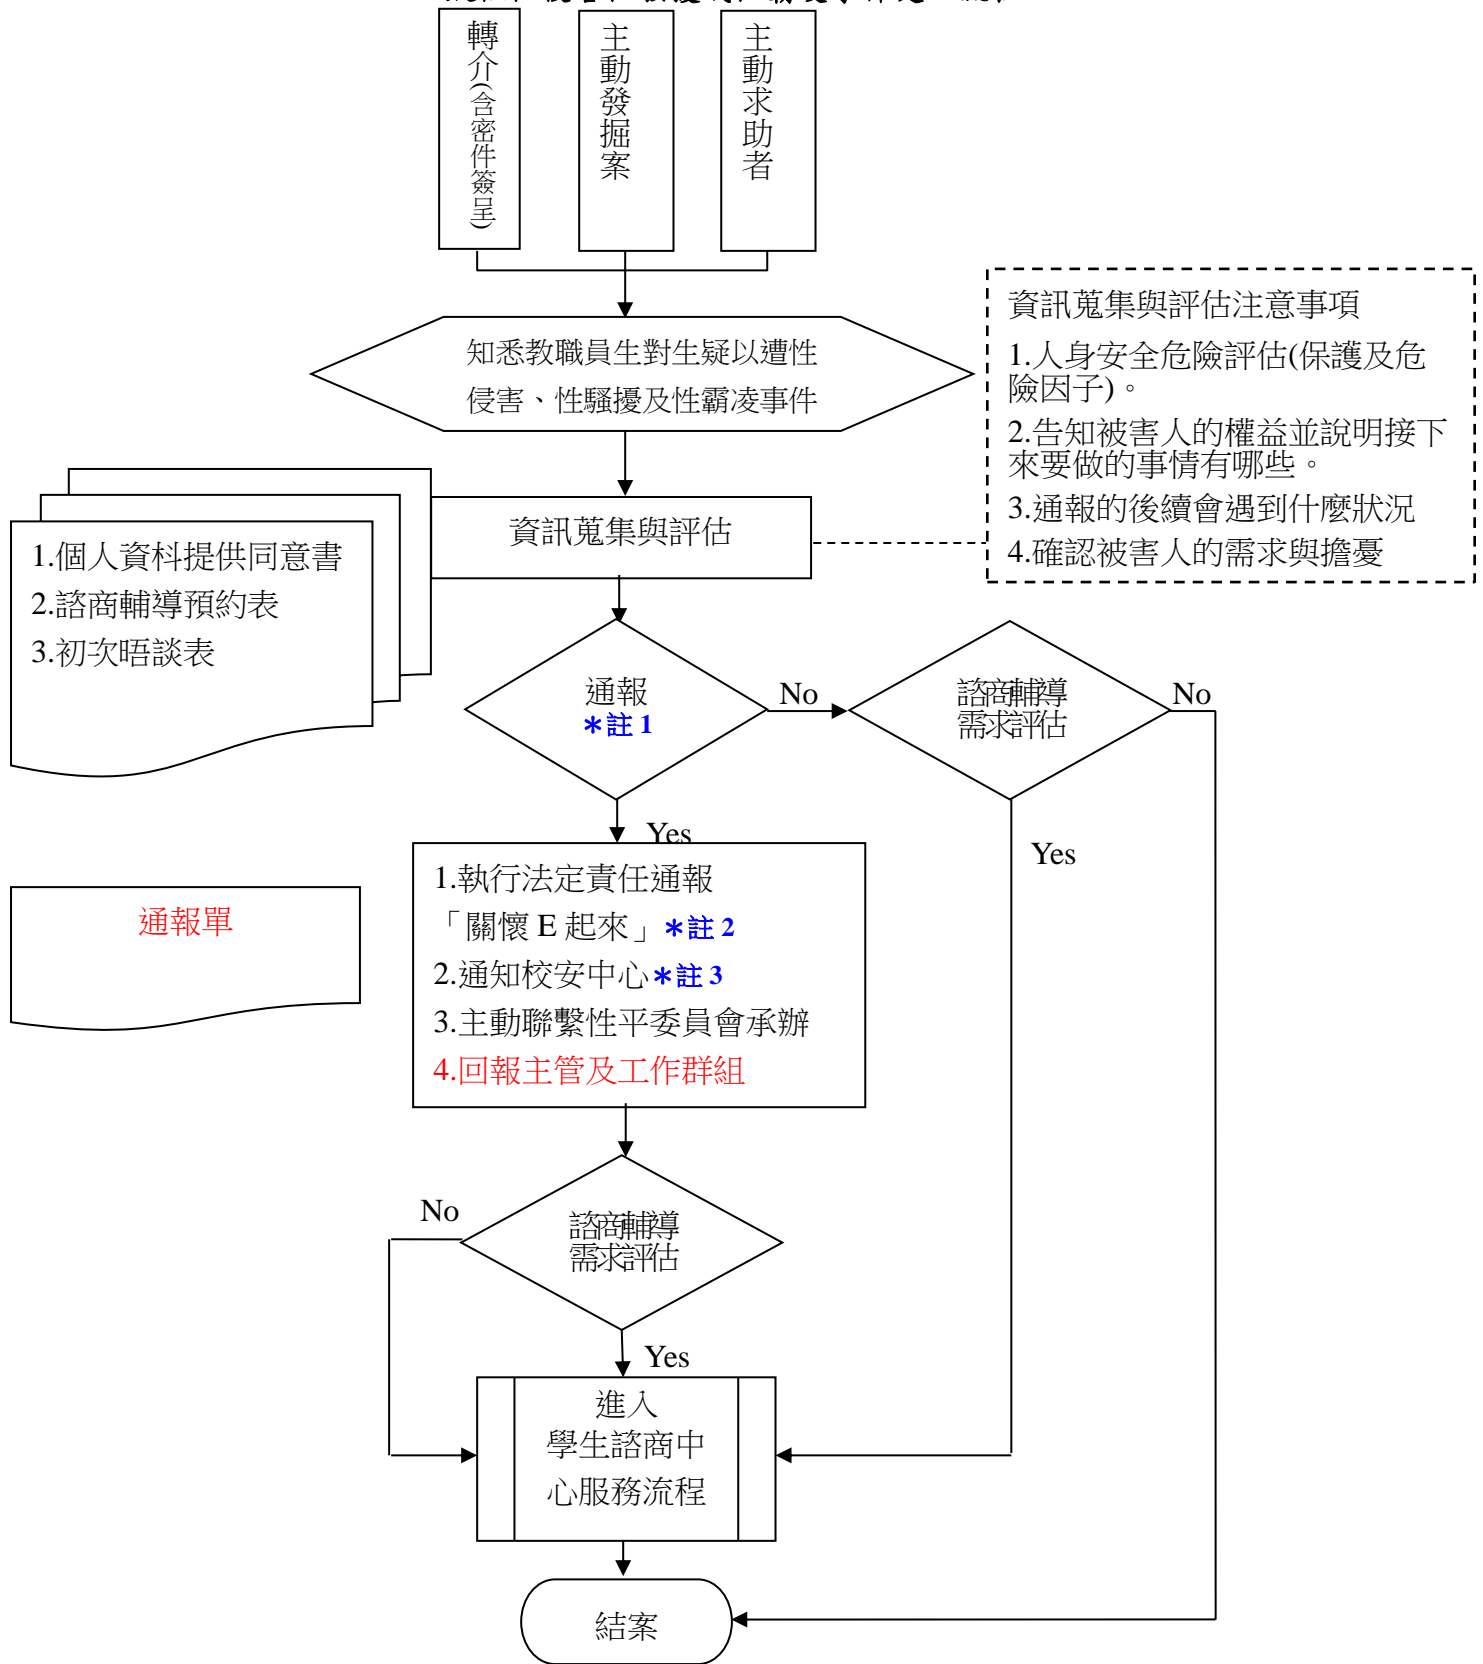 轉介(含密件簽呈)
主動發掘案
主動求助者
知悉教職員生對生疑以遭性
侵害、性騷擾及性霸凌事件
資訊蒐集與評估注意事項
1.人身安全危險評估(保護及危
險因子)。
2.告知被害人的權益並說明接下
來要做的事情有哪些。
3.通報的後續會遇到什麼狀況
4.確認被害人的需求與擔憂
資訊蒐集與評估
1.個人資料提供同意書
2.諮商輔導預約表
3.初次晤談表
通報
*註 1
No
諮商輔導
需求評估
No
Yes
Yes
1.執行法定責任通報
「關懷 E 起來」*註 2
2.通知校安中心*註 3
3.主動聯繫性平委員會承辦
4.回報主管及工作群組
通報單
No
諮商輔導
需求評估
Yes
進入
學生諮商中
心服務流程
結案